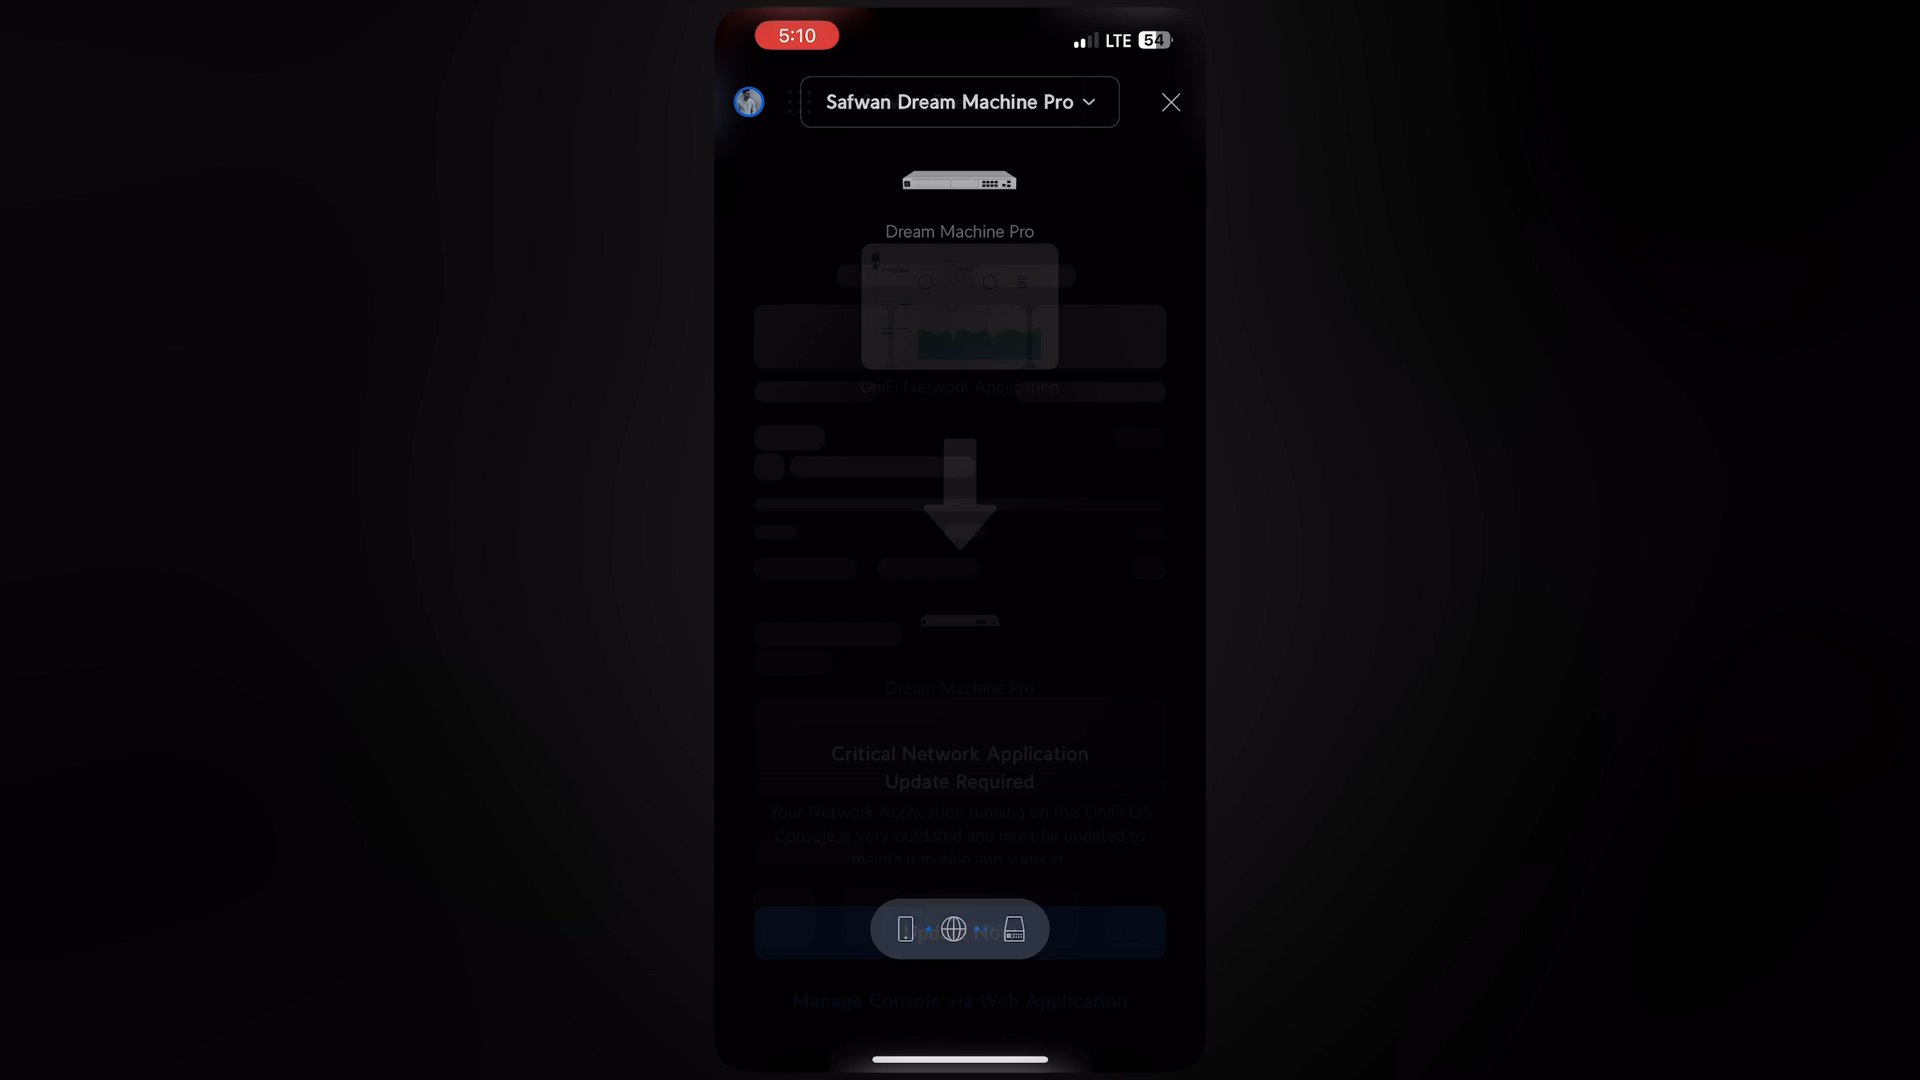 5:10
LTE 54
Safwan Dream Machine Pro
Dream Machine Pro
UniFi Network Application
Dream Machine Pro
Critical Network Application
Update Required
Your Network Application running on this UniFi OS
Console is very outdated and must be updated to
maintain mobile app support.
Manage Console via Web Application